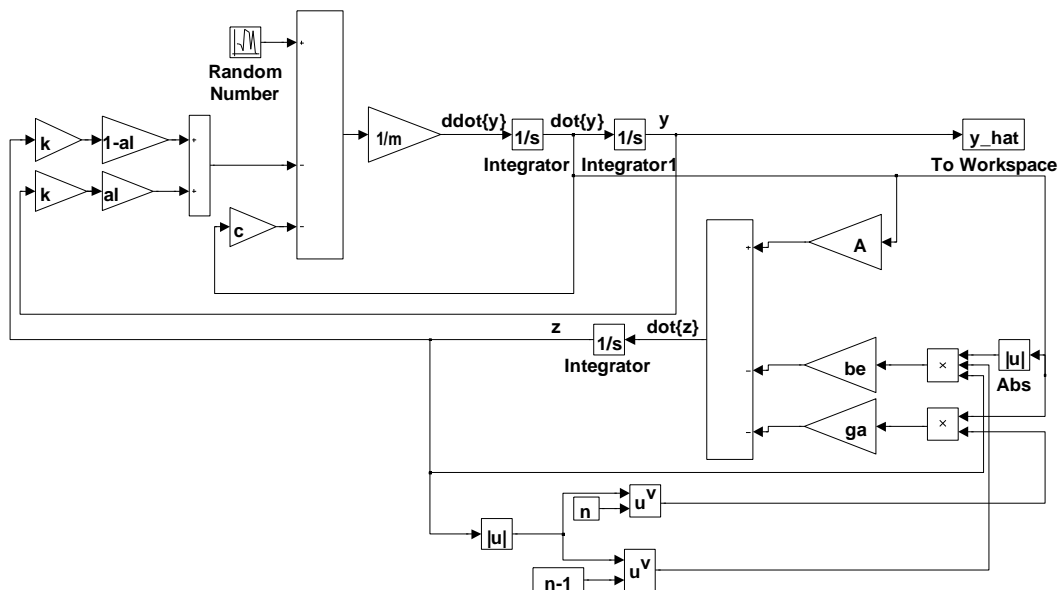 +
Random
Number
k
1-al
+
1/m
ddot{y}
1/s
dot{y}
1/s
y
y_hat
Integrator
Integrator1
To Workspace
−
k
al
+
c
−
+
A
z
1/s
dot{z}
Integrator
−
be
×
|u|
Abs
−
ga
×
|u|
n
u^v
n-1
u^v